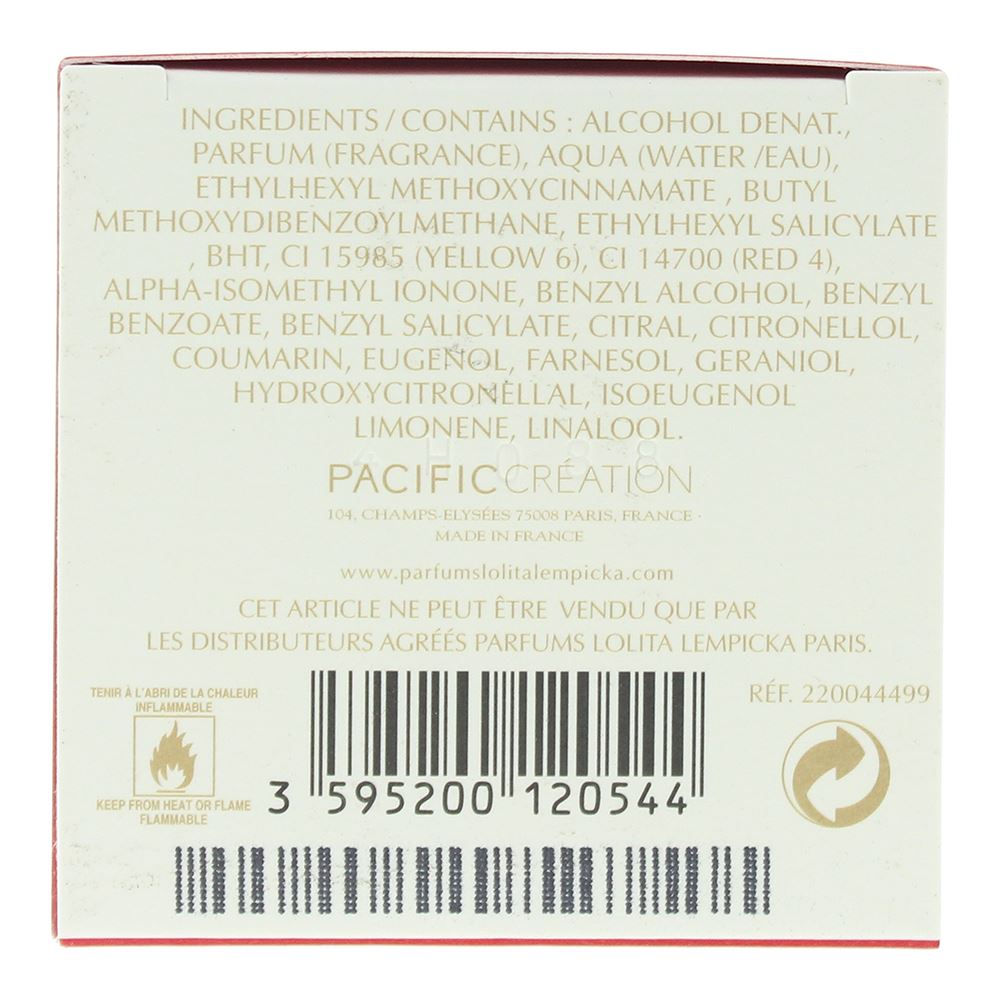 INGREDIENTS / CONTAINS : ALCOHOL DENAT.,
PARFUM (FRAGRANCE), AQUA (WATER /EAU),
ETHYLHEXYL METHOXYCINNAMATE , BUTYL
METHOXYDIBENZOYLMETHANE, ETHYLHEXYL SALICYLATE
, BHT, CI 15985 (YELLOW 6), CI 14700 (RED 4),
ALPHA-ISOMETHYL IONONE, BENZYL ALCOHOL, BENZYL
BENZOATE, BENZYL SALICYLATE, CITRAL, CITRONELLOL,
COUMARIN, EUGENOL, FARNESOL, GERANIOL,
HYDROXYCITRONELLAL, ISOEUGENOL
LIMONENE, LINALOOL.
PACIFICCRÉATION
104, CHAMPS-ELYSÉES 75008 PARIS, FRANCE ·
MADE IN FRANCE
www.parfumslolitalempicka.com
CET ARTICLE NE PEUT ÊTRE VENDU QUE PAR
LES DISTRIBUTEURS AGRÉÉS PARFUMS LOLITA LEMPICKA PARIS.
TENIR À L'ABRI DE LA CHALEUR
INFLAMMABLE
KEEP FROM HEAT OR FLAME
FLAMMABLE
3 595200 120544
RÉF. 220044499